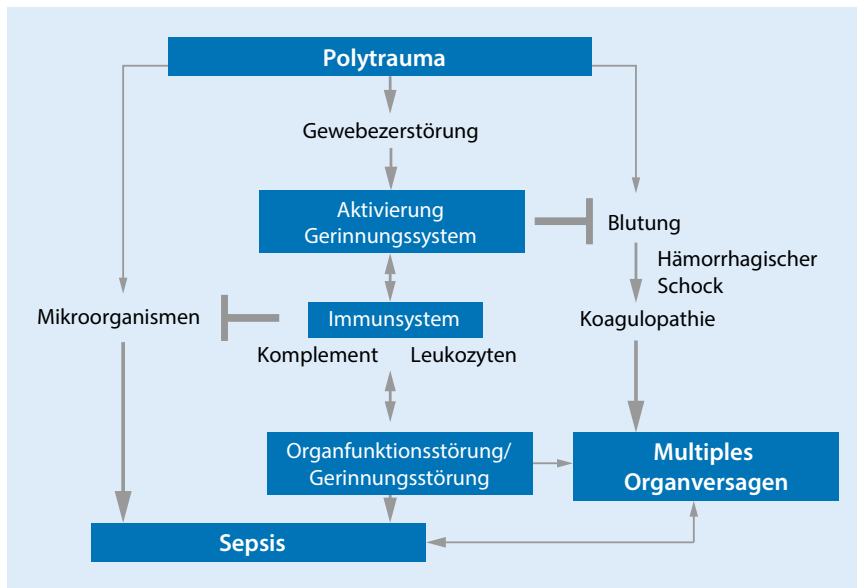 Polytrauma
Gewebezerstörung
Aktivierung
Gerinnungssystem
Blutung
Hämorrhagischer
Schock
Mikroorganismen
Immunsystem
Koagulopathie
Komplement Leukozyten
Organfunktionsstörung/
Gerinnungsstörung
Multiples
Organversagen
Sepsis